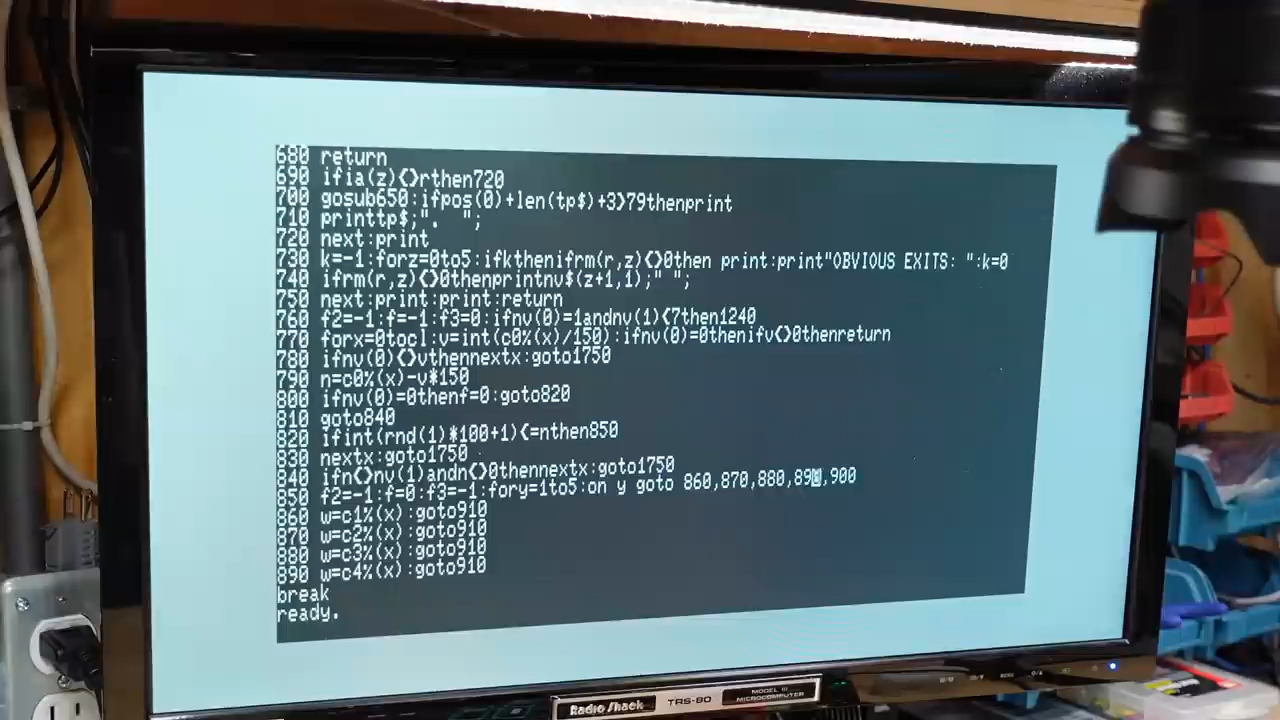 680 return
690 ifia(z)<>rthen720
700 gosub650:ifpos(0)+len(tp$)+3>79thenprint
710 printtp$;".  ";
720 next:print
730 k=-1:forz=0to5:ifkthenifrm(r,z)<>0then print:print"OBVIOUS EXITS: ":k=0
740 ifrm(r,z)<>0thenprintnv$(z+1,1);" ";
750 next:print:print:return
760 f2=-1:f=-1:f3=0:ifnv(0)=1andnv(1)<7then1240
770 forx=0tocl:v=int(c0%(x)/150):ifnv(0)=0thenifv<>0thenreturn
780 ifnv(0)<>vthennextx:goto1750
790 n=c0%(x)-v*150
800 ifnv(0)=0thenf=0:goto820
810 goto840
820 ifint(rnd(1)*100+1)<=nthen850
830 nextx:goto1750
840 ifn<>nv(1)andn<>0thennextx:goto1750
850 f2=-1:f=0:f3=-1:fory=1to5:on y goto 860,870,880,890,900
860 w=c1%(x):goto910
870 w=c2%(x):goto910
880 w=c3%(x):goto910
890 w=c4%(x):goto910
break
ready.
Radio Shack TRS-80 MODEL III MICROCOMPUTER